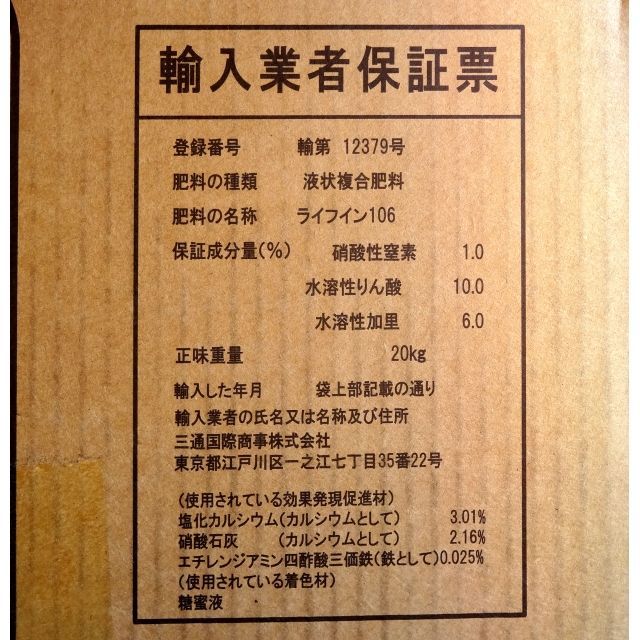 輸入業者保証票
登録番号 輸第 12379号
肥料の種類 液状複合肥料
肥料の名称 ライフイン106
保証成分量(%) 硝酸性窒素 1.0
水溶性りん酸 10.0
水溶性加里 6.0
正味重量 20kg
輸入した年月 袋上部記載の通り
輸入業者の氏名又は名称及び住所
三通国際商事株式会社
東京都江戸川区一之江七丁目35番22号
(使用されている効果発現促進材)
塩化カルシウム(カルシウムとして) 3.01%
硝酸石灰 (カルシウムとして) 2.16%
エチレンジアミン四酢酸三価鉄(鉄として)0.025%
(使用されている着色材)
糖蜜液